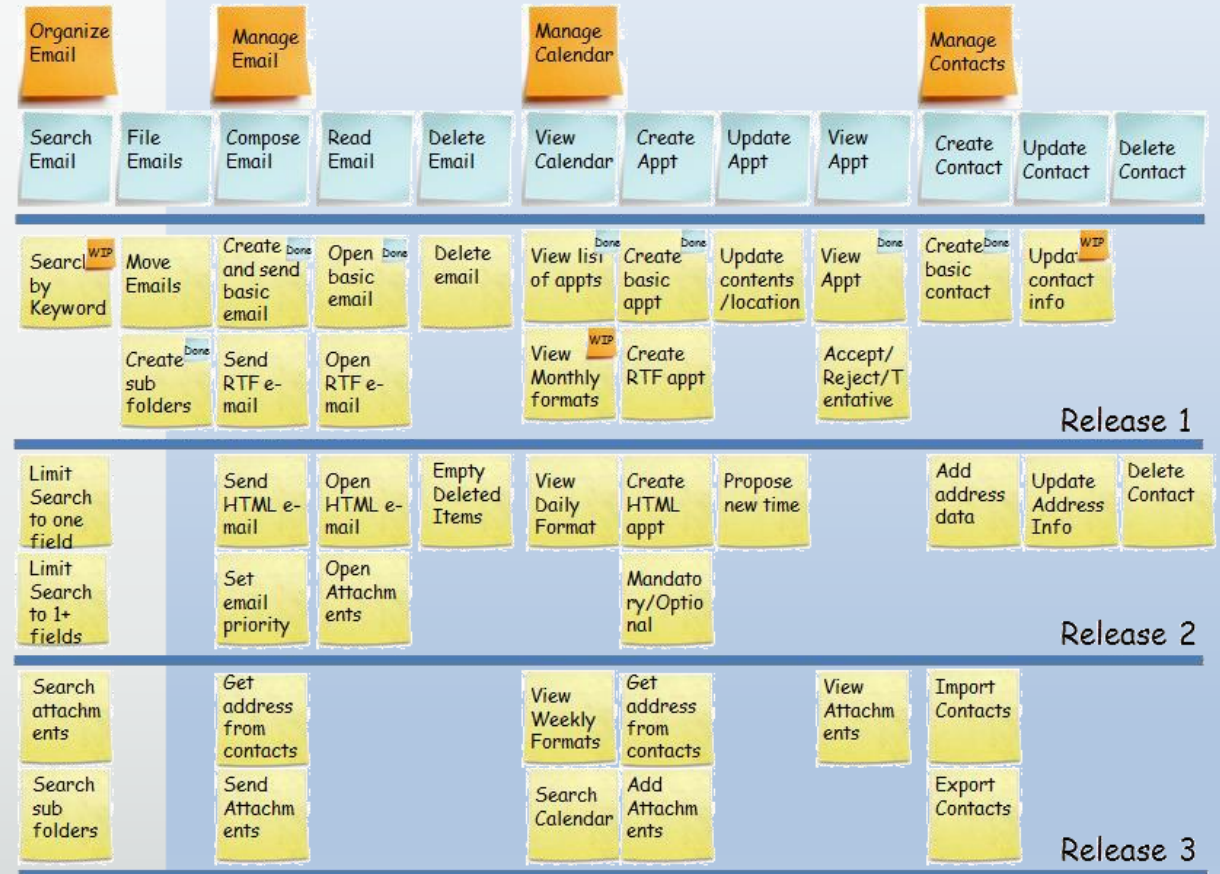 Organize
Email
Manage
Email
Manage
Calendar
Manage
Contacts
Search
Email
File
Emails
Compose
Email
Read
Email
Delete
Email
View
Calendar
Create
Appt
Update
Appt
View
Appt
Create
Contact
Update
Contact
Delete
Contact
WIP
Search
by
Keyword
Move
Emails
Done
Create
and send
basic
email
Done
Open
basic
email
Delete
email
Done
View list
of appts
Done
Create
basic
appt
Update
contents
/location
Done
View
Appt
Done
Create
basic
contact
WIP
Updat
contact
info
Done
Create
sub
folders
Send
RTF e-
mail
Open
RTF e-
mail
WIP
View
Monthly
formats
Create
RTF appt
Accept/
Reject/T
entative
Release 1
Limit
Search
to one
field
Send
HTML e-
mail
Open
HTML e-
mail
Empty
Deleted
Items
View
Daily
Format
Create
HTML
appt
Propose
new time
Add
address
data
Update
Address
Info
Delete
Contact
Limit
Search
to 1+
fields
Set
email
priority
Open
Attachm
ents
Mandato
ry/Optio
nal
Release 2
Search
attachm
ents
Get
address
from
contacts
View
Weekly
Formats
Get
address
from
contacts
View
Attachm
ents
Import
Contacts
Search
sub
folders
Send
Attachm
ents
Search
Calendar
Add
Attachm
ents
Export
Contacts
Release 3